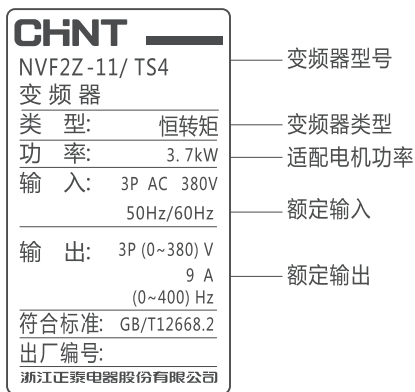 CHiNT
NVF2Z-11/ TS4 变频器型号
变 频 器
类 型: 恒转矩 变频器类型
功 率: 3. 7kW 适配电机功率
输 入: 3P AC 380V
50Hz/60Hz 额定输入
输 出: 3P (0~380) V
9 A 额定输出
(0~400) Hz
符合标准: GB/T12668.2
出厂编号:
浙江正泰电器股份有限公司